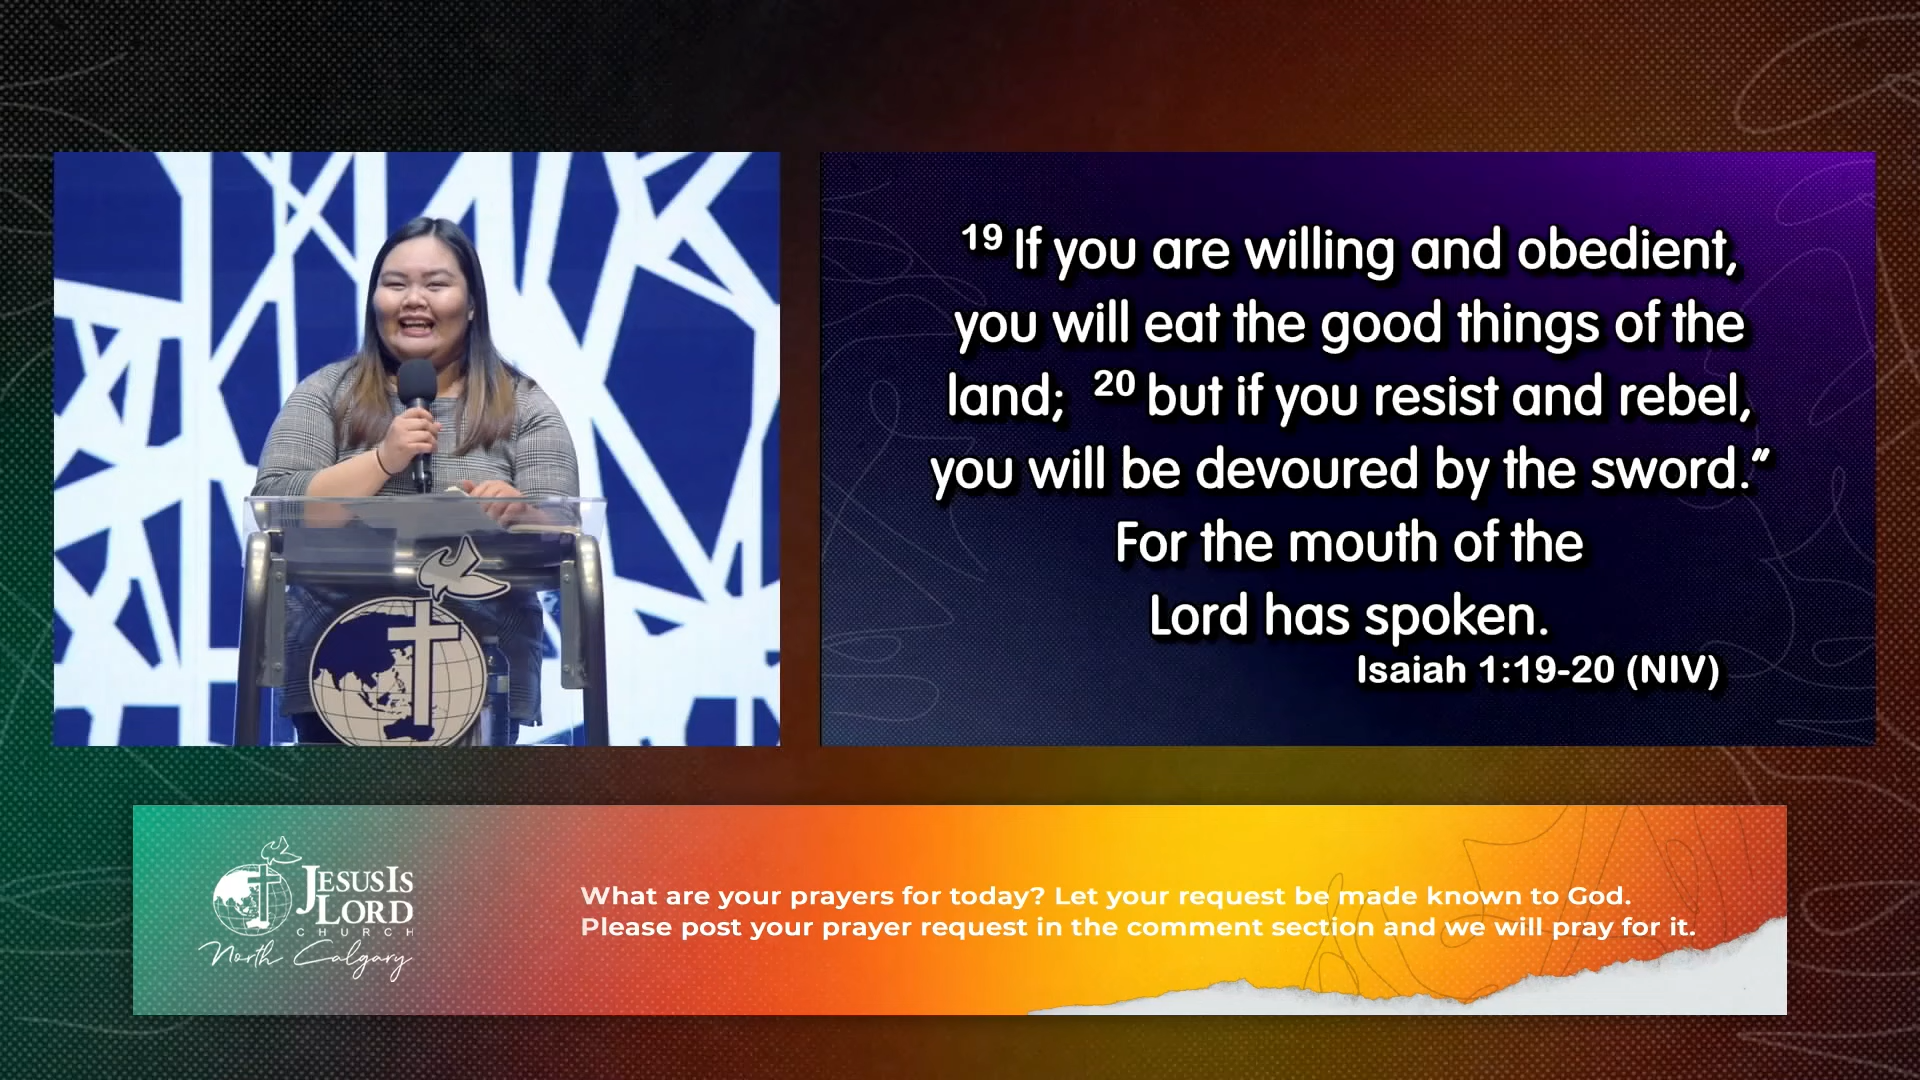 19 If you are willing and obedient,
you will eat the good things of the
land; 20 but if you resist and rebel,
you will be devoured by the sword.”
For the mouth of the
Lord has spoken.
Isaiah 1:19-20 (NIV)
JESUS IS
LORD
CHURCH
North Calgary
What are your prayers for today? Let your request be made known to God.
Please post your prayer request in the comment section and we will pray for it.